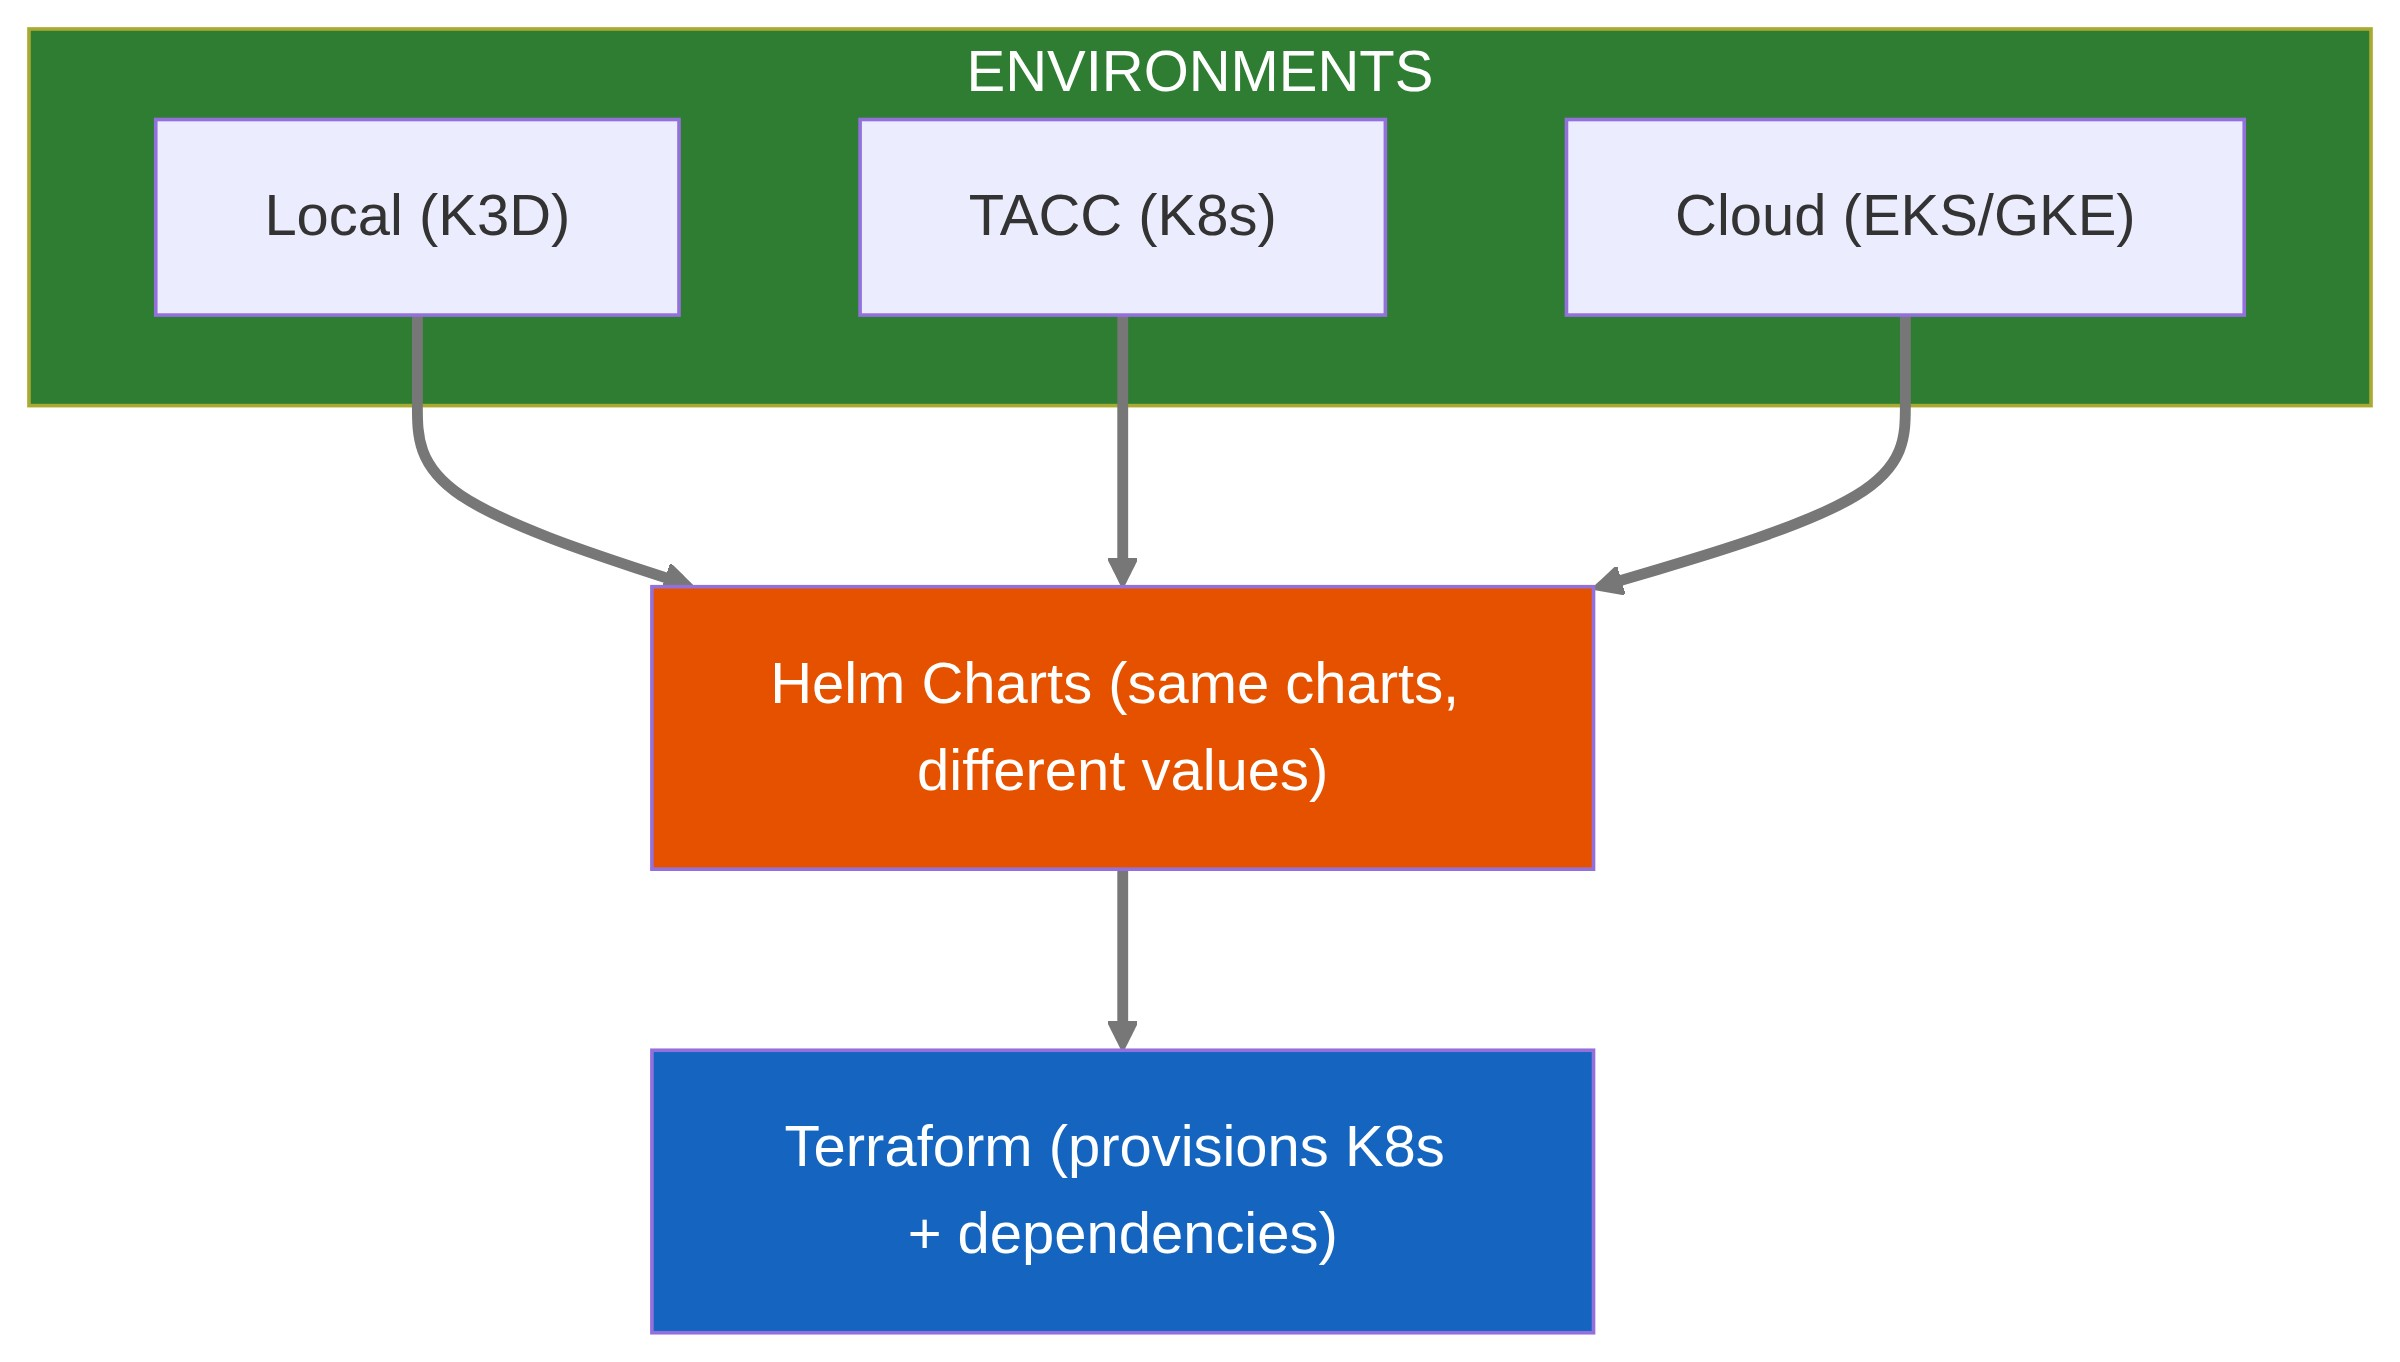 ENVIRONMENTS
Local (K3D)
TACC (K8s)
Cloud (EKS/GKE)
Helm Charts (same charts,
different values)
Terraform (provisions K8s
+ dependencies)